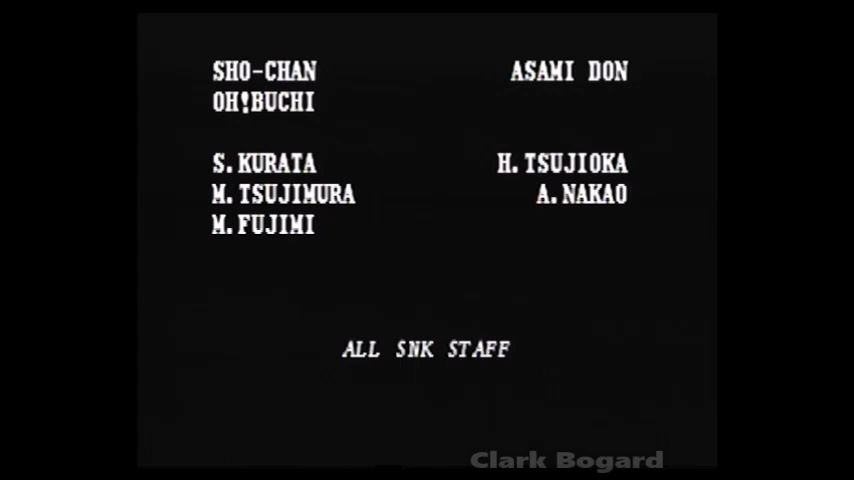 SHO-CHAN ASAMI DON
OH!BUCHI
S.KURATA H.TSUJIOKA
M.TSUJIMURA A.NAKAO
M.FUJIMI
ALL SNK STAFF
Clark Bogard